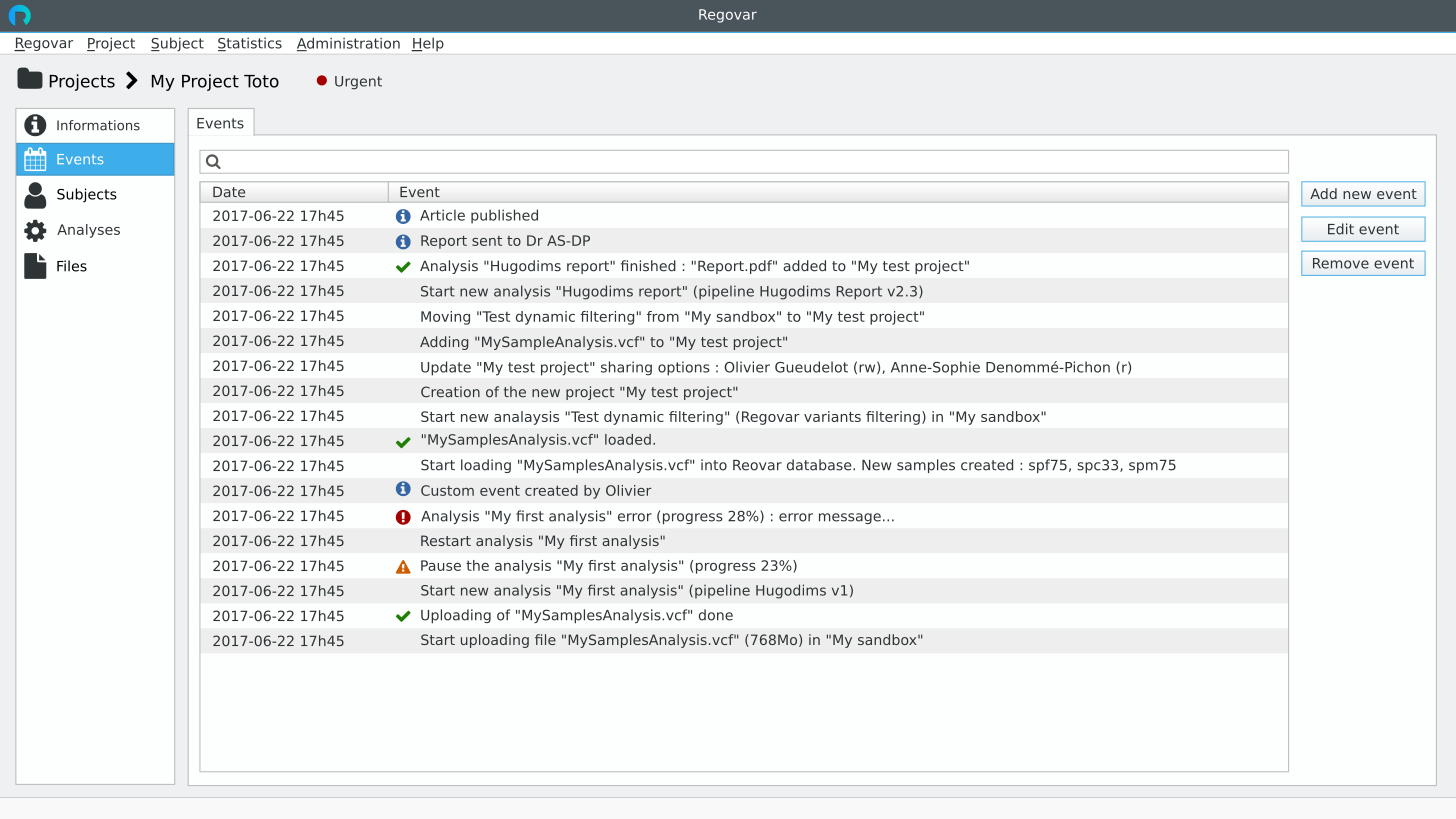 Regovar
Regovar Project Subject Statistics Administration Help
Projects My Project Toto Urgent
Informations
Events
Subjects
Analyses
Files
Events
Date Event
2017-06-22 17h45 Article published
2017-06-22 17h45 Report sent to Dr AS-DP
2017-06-22 17h45 Analysis "Hugodims report" finished : "Report.pdf" added to "My test project"
2017-06-22 17h45 Start new analysis "Hugodims report" (pipeline Hugodims Report v2.3)
2017-06-22 17h45 Moving "Test dynamic filtering" from "My sandbox" to "My test project"
2017-06-22 17h45 Adding "MySampleAnalysis.vcf" to "My test project"
2017-06-22 17h45 Update "My test project" sharing options : Olivier Gueudelot (rw), Anne-Sophie Denommé-Pichon (r)
2017-06-22 17h45 Creation of the new project "My test project"
2017-06-22 17h45 Start new analaysis "Test dynamic filtering" (Regovar variants filtering) in "My sandbox"
2017-06-22 17h45 "MySamplesAnalysis.vcf" loaded.
2017-06-22 17h45 Start loading "MySamplesAnalysis.vcf" into Reovar database. New samples created : spf75, spc33, spm75
2017-06-22 17h45 Custom event created by Olivier
2017-06-22 17h45 Analysis "My first analysis" error (progress 28%) : error message...
2017-06-22 17h45 Restart analysis "My first analysis"
2017-06-22 17h45 Pause the analysis "My first analysis" (progress 23%)
2017-06-22 17h45 Start new analysis "My first analysis" (pipeline Hugodims v1)
2017-06-22 17h45 Uploading of "MySamplesAnalysis.vcf" done
2017-06-22 17h45 Start uploading file "MySamplesAnalysis.vcf" (768Mo) in "My sandbox"
Add new event
Edit event
Remove event